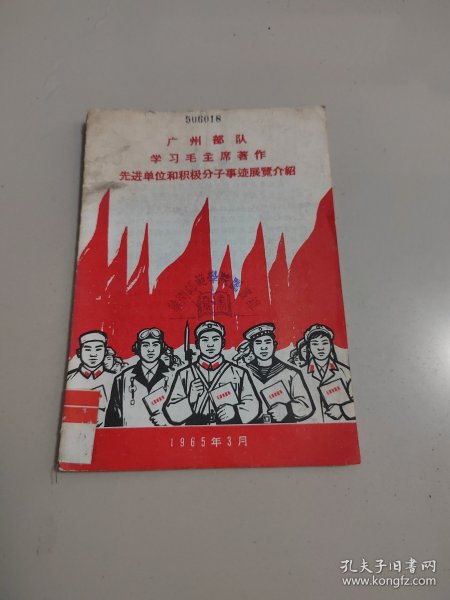 506018
广州部队
学习毛主席著作
先进单位和积极分子事迹展覽介紹
1965年3月
孔夫子旧书网
www.kongfz.com